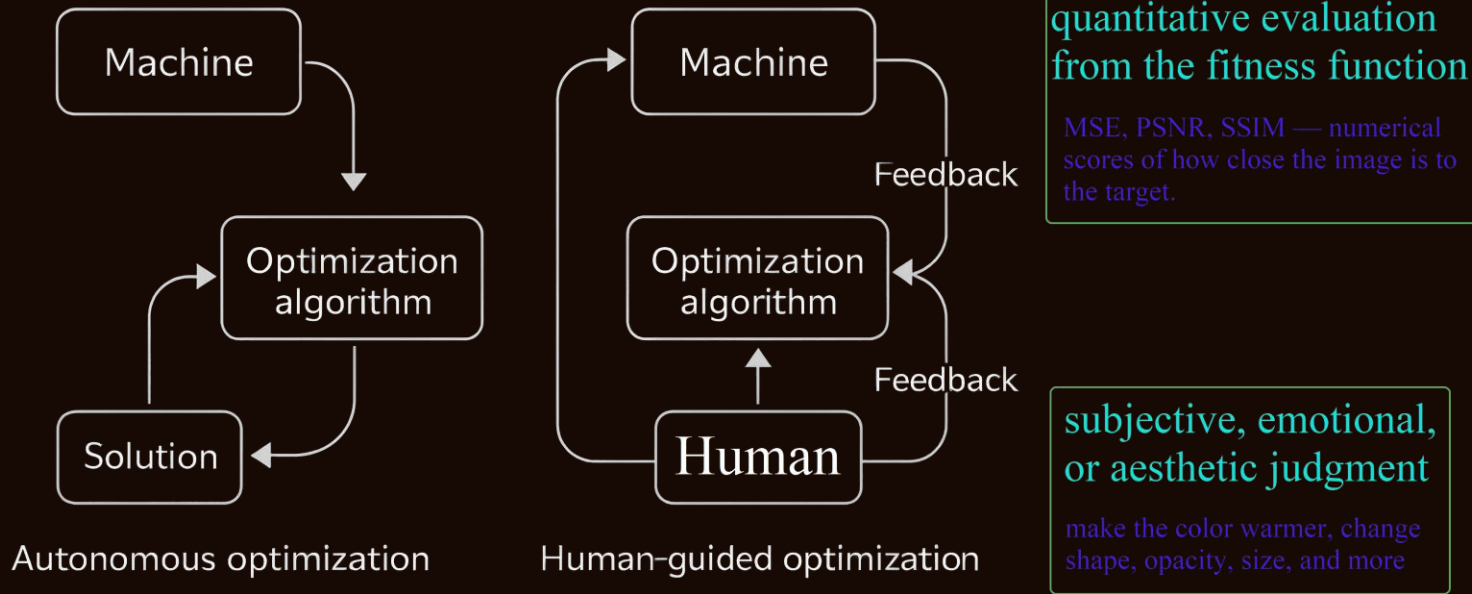 Machine
Optimization
algorithm
Solution
Autonomous optimization
Machine
Feedback
Optimization
algorithm
Feedback
Human
Human-guided optimization
quantitative evaluation
from the fitness function
MSE, PSNR, SSIM — numerical
scores of how close the image is to
the target.
subjective, emotional,
or aesthetic judgment
make the color warmer, change
shape, opacity, size, and more